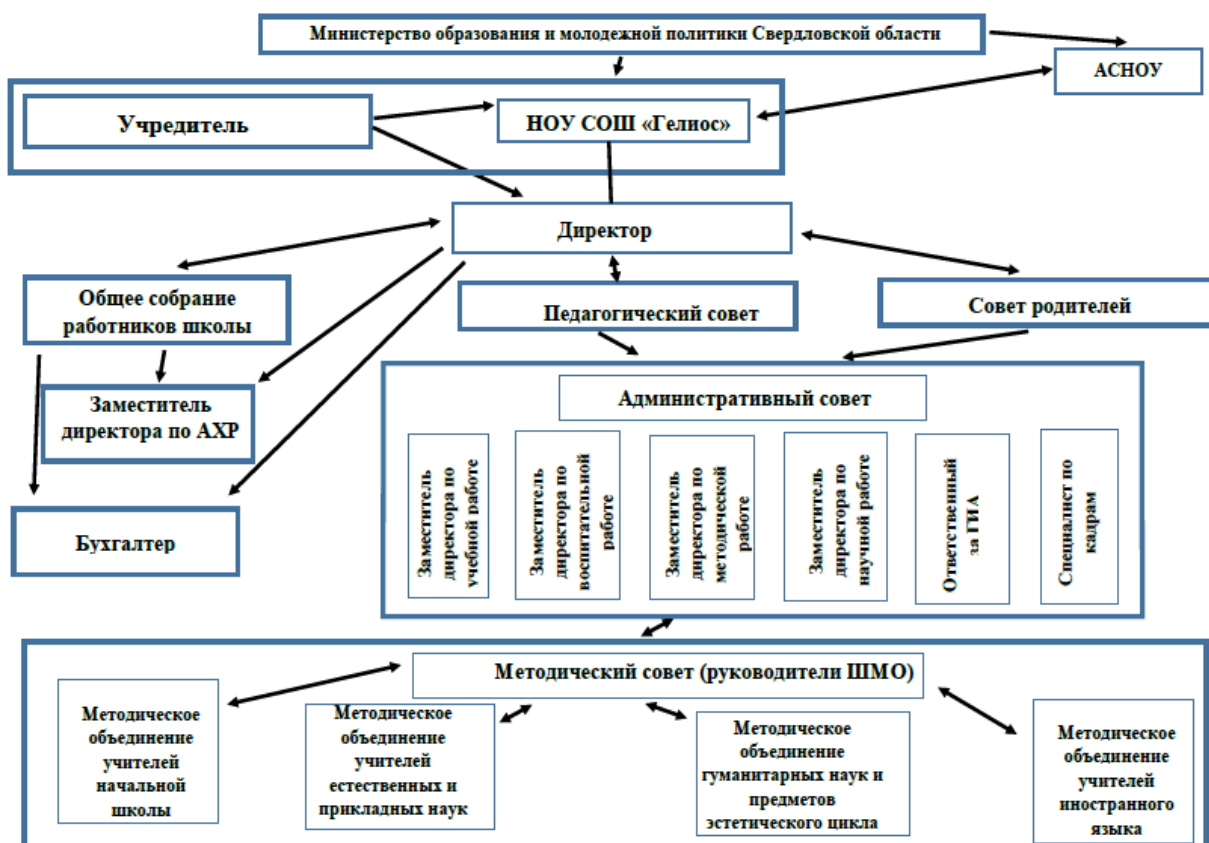 Министерство образования и молодежной политики Свердловской области
АСНОУ
Учредитель
НОУ СОШ «Гелиос»
Директор
Общее собрание
работников школы
Педагогический совет
Совет родителей
Заместитель
директора по АХР
Административный совет
Бухгалтер
Заместитель
директора по
учебной работе
Заместитель
директора по
воспитательной
работе
Заместитель
директора по
методической
работе
Заместитель
директора по
научной работе
Ответственный
за ГИА
Специалист по
кадрам
Методический совет (руководители ШМО)
Методическое
объединение
учителей
начальной
школы
Методическое
объединение
учителей
естественных и
прикладных наук
Методическое
объединение
гуманитарных наук и
предметов
эстетического цикла
Методическое
объединение
учителей
иностранного
языка